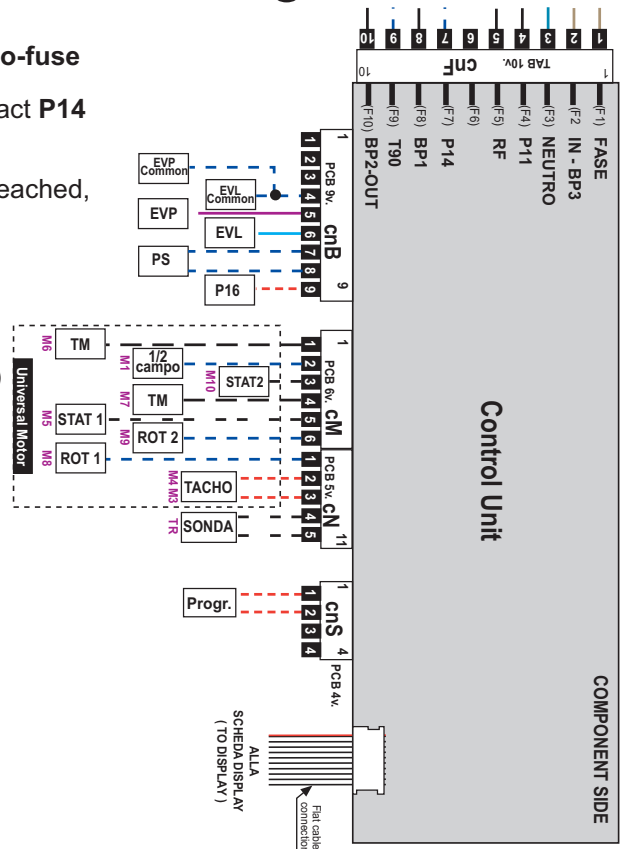 o-fuse
act P14
eached,
10 9 8 7 6 5 4 3 2 1
10 cnF TAB 10v. 1
(F10) BP2-OUT
(F9) T90
(F8) BP1
(F7) P14
(F6)
(F5) RF
(F4) P11
(F3) NEUTRO
(F2 IN - BP3
(F1) FASE
1 2 3 4 5 6 7 8 9
1 PCB 9v. cnB 9
EVP Common
EVL Common
EVP
EVL
PS
P16
Universal Motor
M6 TM
M1 1/2 campo
M10 STAT2
M7 TM
M5 STAT 1
M9 ROT 2
M8 ROT 1
1 2 3 4 5 6
1 PCB 6v. cM
M4 M3 TACHO
TR SONDA
1 2 3 4 5
PCB 5v. cN 11
Progr.
1 2 3 4
1 cnS 4
PCB 4v.
Control Unit
COMPONENT SIDE
ALLA
SCHEDA DISPLAY
( TO DISPLAY )
Flat cable
connection